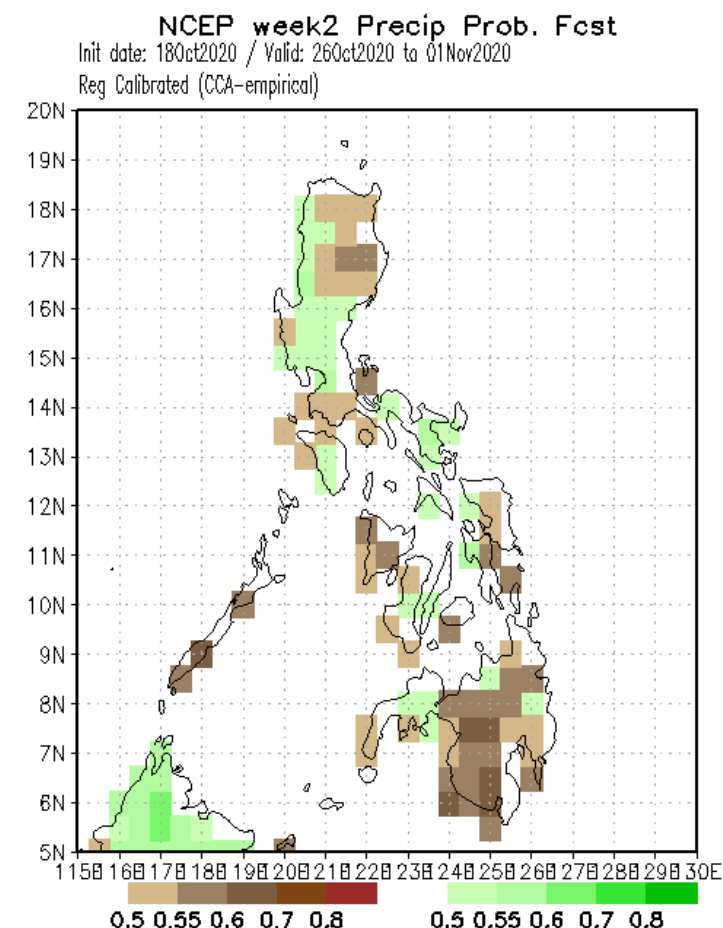 NCEP week2 Precip Prob. Fcst
Init date: 18Oct2020 / Valid: 26Oct2020 to 01Nov2020
Reg Calibrated (CCA-empirical)
20N
19N
18N
17N
16N
15N
14N
13N
12N
11N
10N
9N
8N
7N
6N
5N
115E 116E 117E 118E 119E 120E 121E 122E 123E 124E 125E 126E 127E 128E 129E 130E
0.5 0.55 0.6 0.7 0.8 0.5 0.55 0.6 0.7 0.8